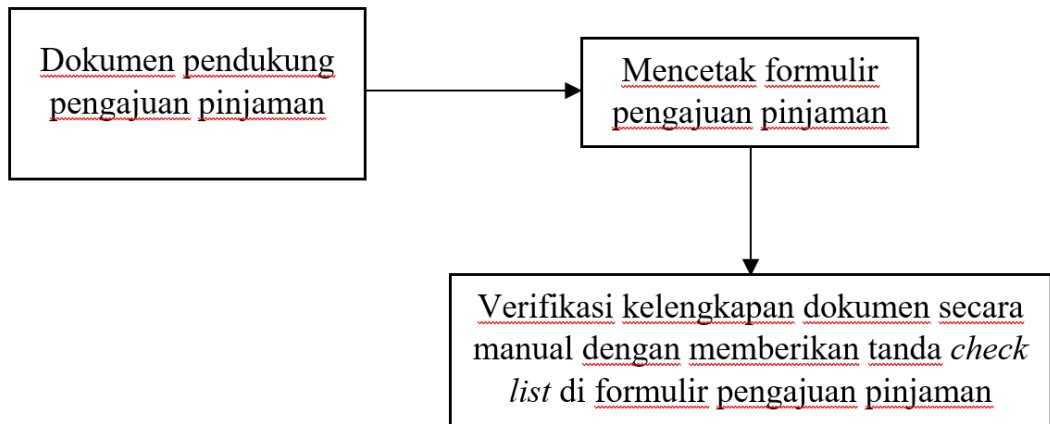 Dokumen pendukung
pengajuan pinjaman
Mencetak formulir
pengajuan pinjaman
Verifikasi kelengkapan dokumen secara
manual dengan memberikan tanda check
list di formulir pengajuan pinjaman